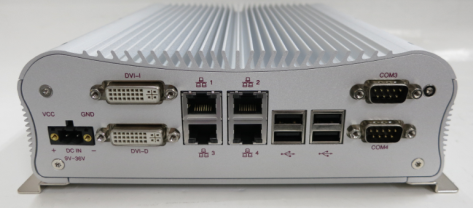 DVI-I
1
2
COM3
VCC GND
+ DC IN -
9V~36V
DVI-D
3
4
COM4